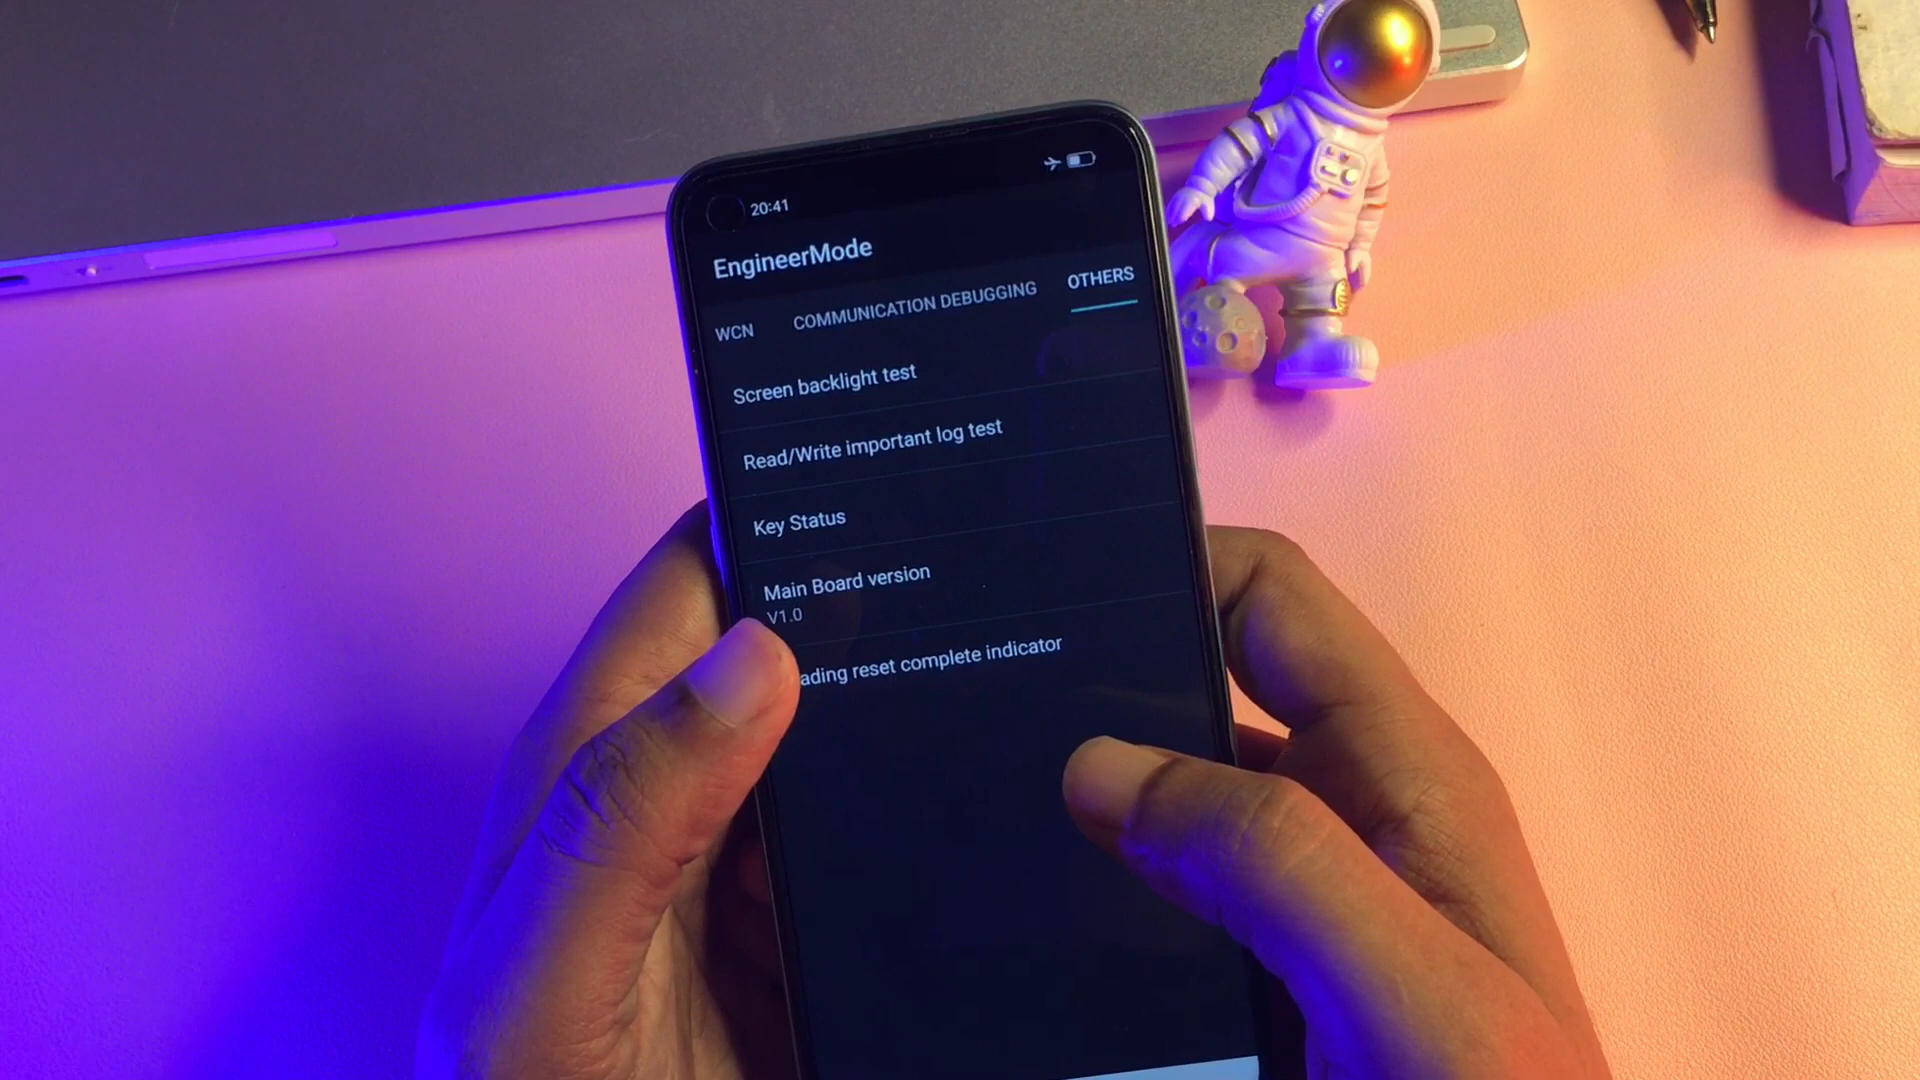 20:41
EngineerMode
WCN COMMUNICATION DEBUGGING OTHERS
Screen backlight test
Read/Write important log test
Key Status
Main Board version
V1.0
ading reset complete indicator